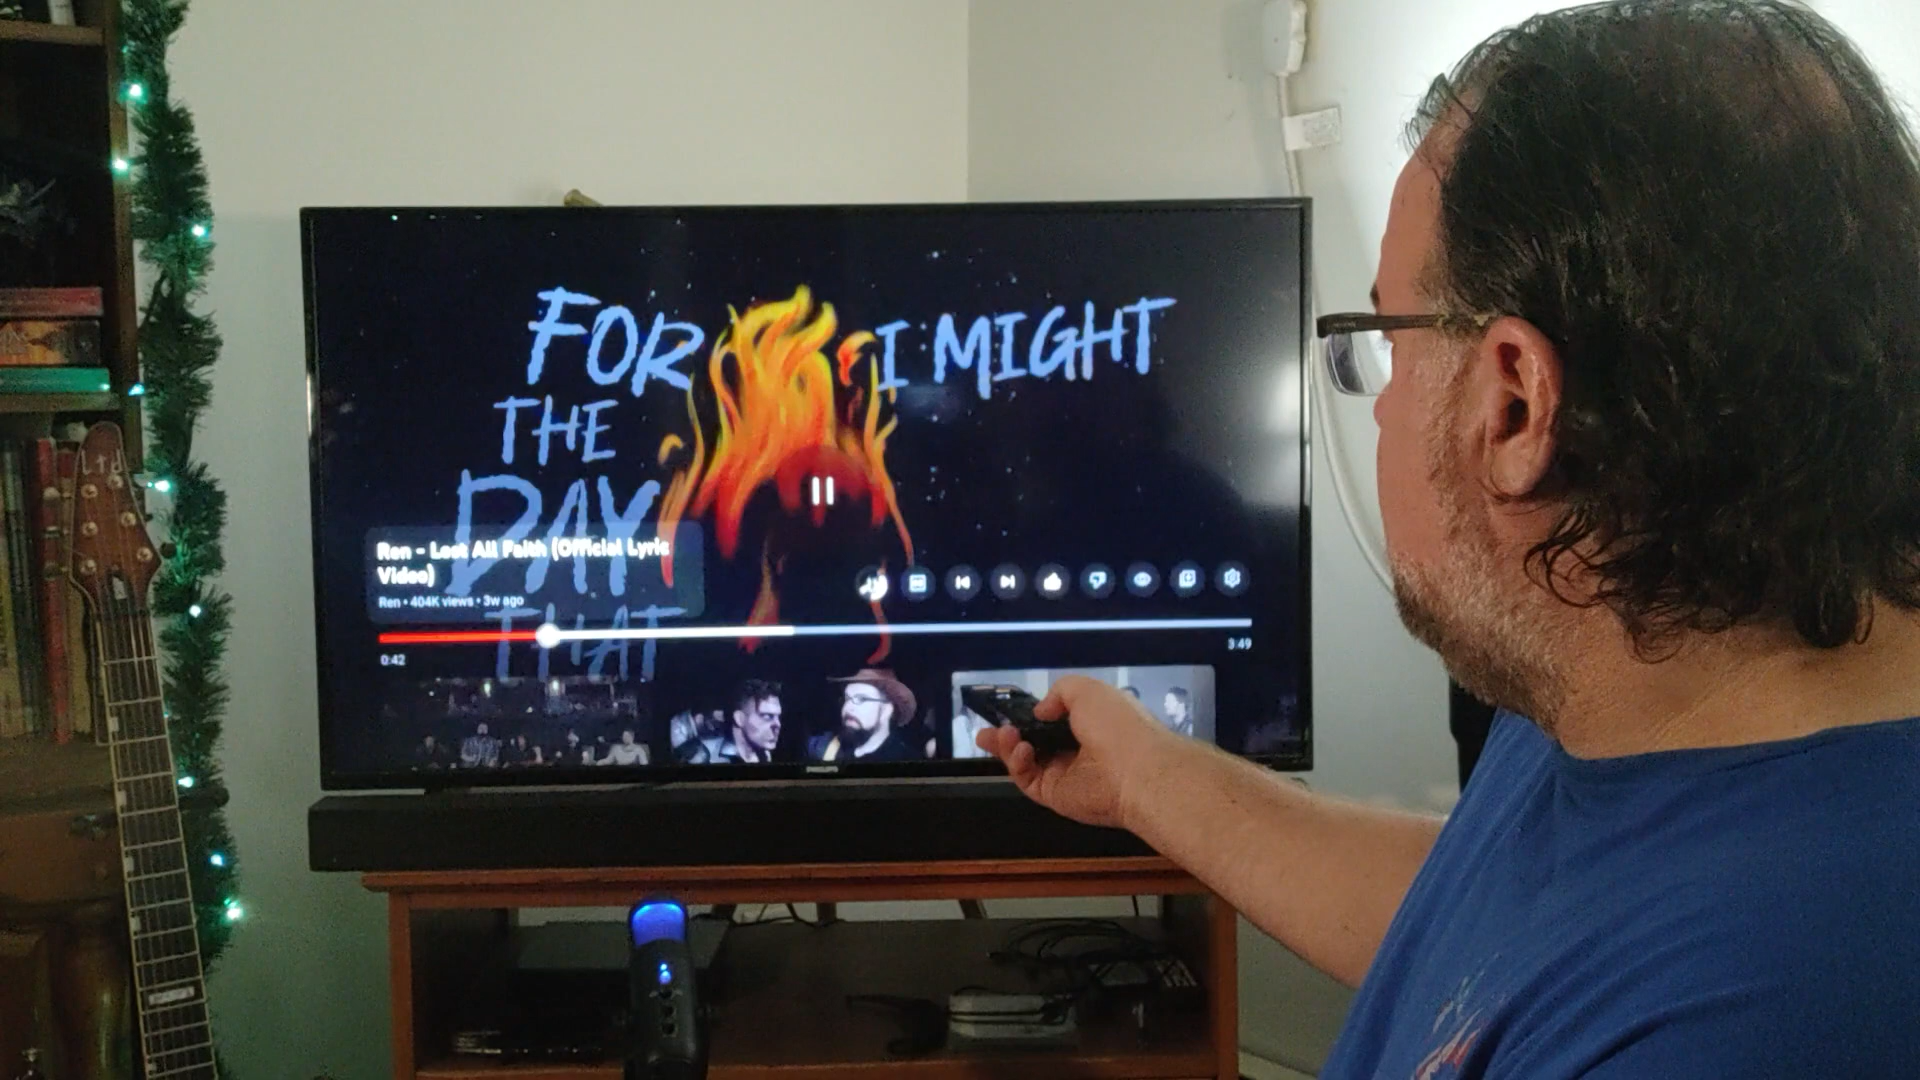 FOR I MIGHT
THE
DAY
THAT
Ren - Lost All Faith (Official Lyric
Video)
Ren • 404K views • 3w ago
0:42
3:49
PHILIPS
Ltd